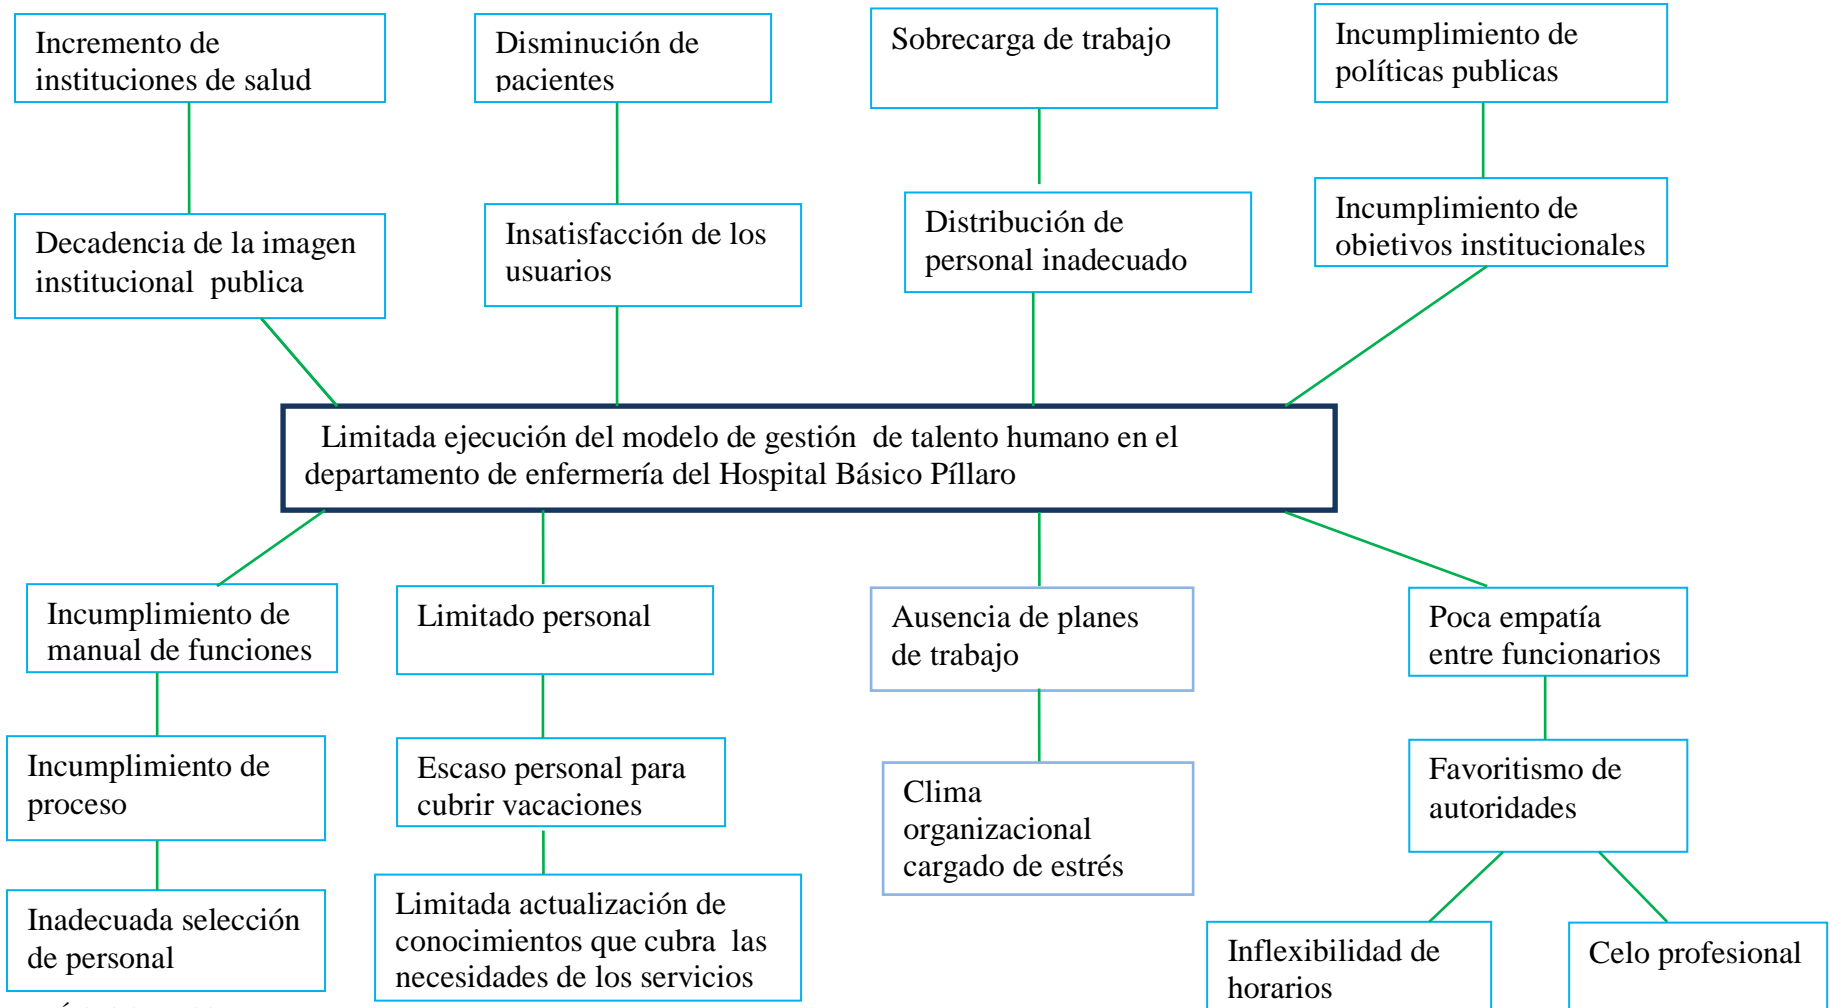 Incremento de
instituciones de salud
Disminución de
pacientes
Sobrecarga de trabajo
Incumplimiento de
políticas publicas
Decadencia de la imagen
institucional  publica
Insatisfacción de los
usuarios
Distribución de
personal inadecuado
Incumplimiento de
objetivos institucionales
Limitada ejecución del modelo de gestión  de talento humano en el
departamento de enfermería del Hospital Básico Píllaro
Incumplimiento de
manual de funciones
Limitado personal
Ausencia de planes
de trabajo
Poca empatía
entre funcionarios
Incumplimiento de
proceso
Escaso personal para
cubrir vacaciones
Clima
organizacional
cargado de estrés
Favoritismo de
autoridades
Inadecuada selección
de personal
Limitada actualización de
conocimientos que cubra  las
necesidades de los servicios
Inflexibilidad de
horarios
Celo profesional